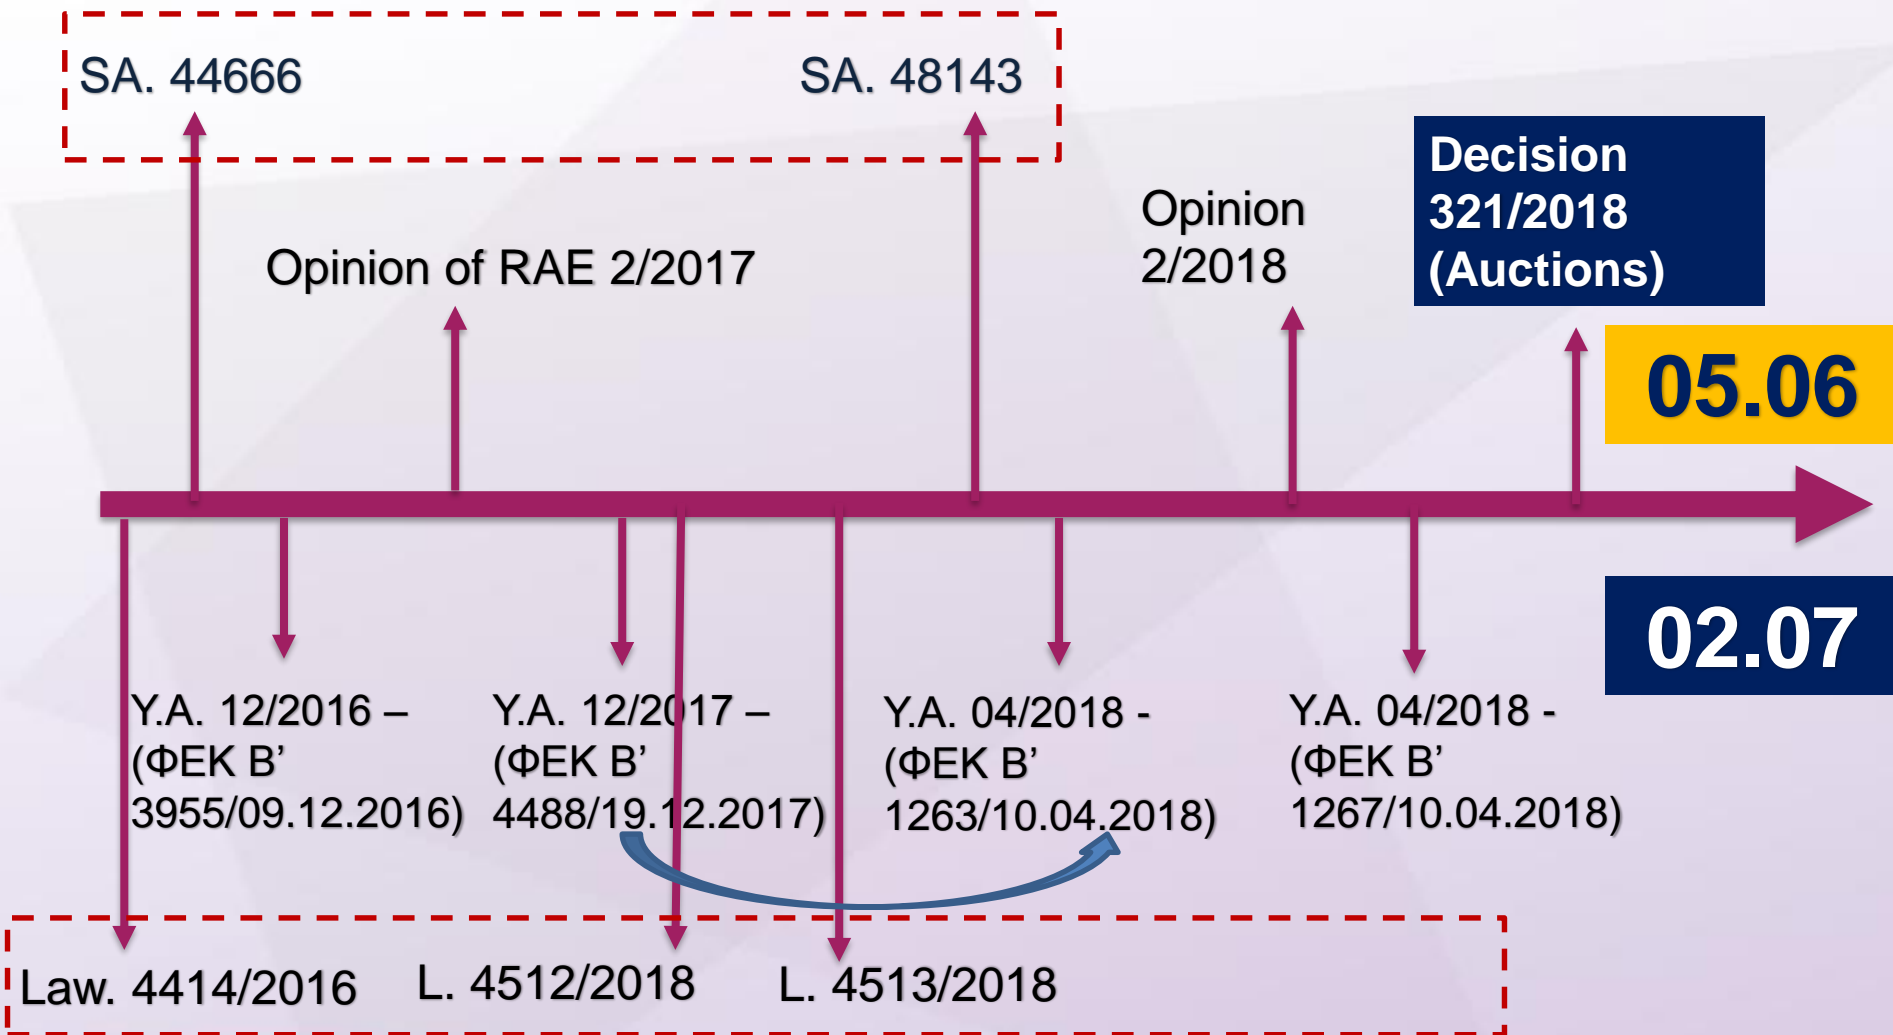 SA. 44666
SA. 48143
Decision
321/2018
(Auctions)
Opinion
2/2018
Opinion of RAE 2/2017
05.06
02.07
Y.A. 12/2016 –
(ΦΕΚ Β’
3955/09.12.2016)
Y.A. 12/2017 –
(ΦΕΚ Β’
4488/19.12.2017)
Y.A. 04/2018 -
(ΦΕΚ Β’
1263/10.04.2018)
Y.A. 04/2018 -
(ΦΕΚ Β’
1267/10.04.2018)
Law. 4414/2016
L. 4512/2018
L. 4513/2018